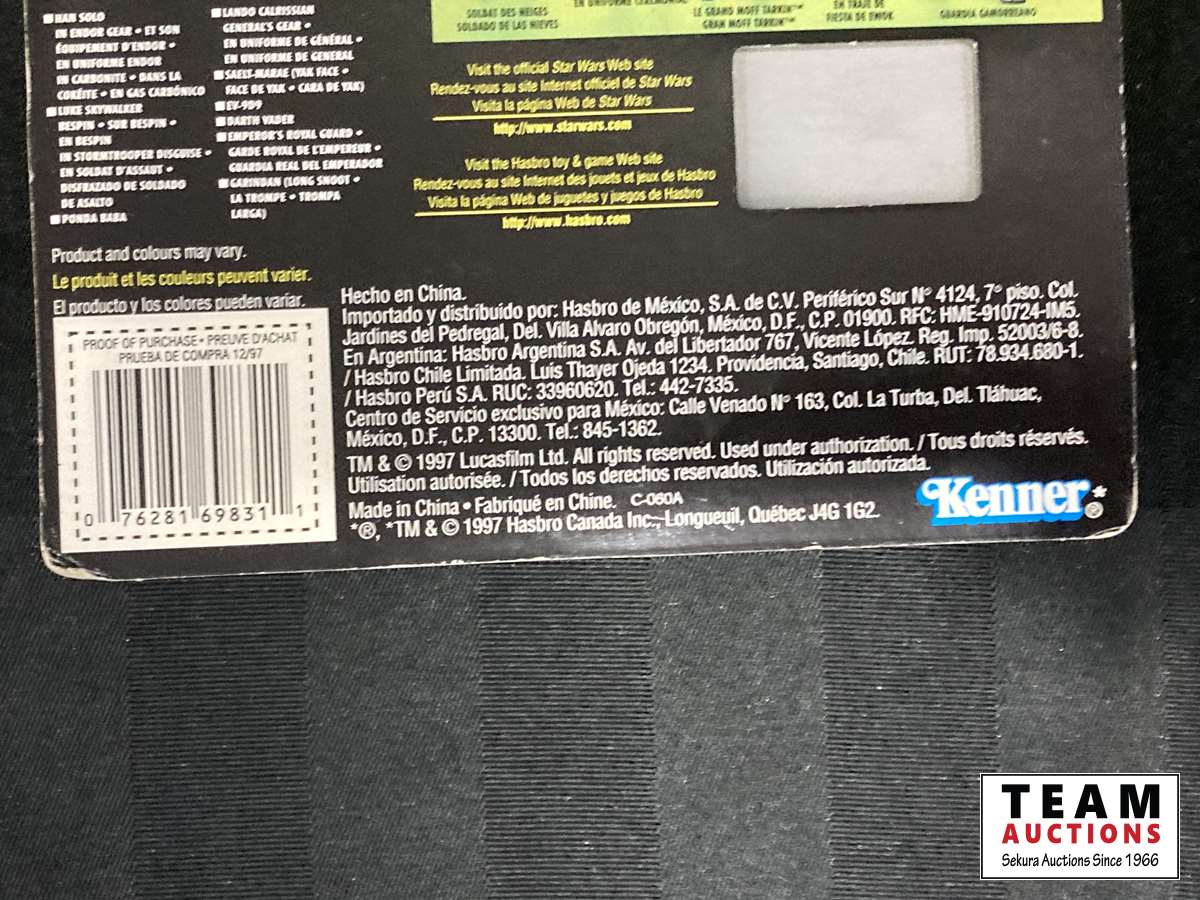 HAN SOLO
IN ENDOR GEAR • ET SON
ÉQUIPEMENT D'ENDOR •
EN UNIFORME ENDOR
IN CARBONITE • DANS LA
COKÉITE • EN GAS CARBÓNICO
LUKE SKYWALKER
BESPIN • SUR BESPIN •
EN BESPIN
IN STORMTROOPER DISGUISE •
EN SOLDAT D'ASSAUT •
DISFRAZADO DE SOLDADO
DE ASALTO
PONDA BABA
LANDO CALRISSIAN
GENERAL'S GEAR •
EN UNIFORME DE GÉNÉRAL •
EN UNIFORME DE GENERAL
SAELT-MARAE (YAK FACE •
FACE DE YAK • CARA DE YAK)
EV-9D9
DARTH VADER
EMPEROR'S ROYAL GUARD •
GARDE ROYAL DE L'EMPEREUR •
GUARDIA REAL DEL EMPERADOR
GARINDAN (LONG SNOOT •
LA TROMPE • TROMPA
LARGA)
SOLDAT DES NEIGES
SOLDADO DE LAS NIEVES
EN UNIFORME CEREMONIAL
LE GRAND MOFF TARKIN™
GRAN MOFF TARKIN™
EN TRAJE DE
FIESTA DE EWOK
GUARDIA GAMORREANO
Visit the official Star Wars Web site
Rendez-vous au site Internet officiel de Star Wars
Visita la página Web de Star Wars
http://www.starwars.com
Visit the Hasbro toy & game Web site
Rendez-vous au site Internet des jouets et jeux de Hasbro
Visita la página Web de juguetes y juegos de Hasbro
http://www.hasbro.com
Product and colours may vary.
Le produit et les couleurs peuvent varier.
El producto y los colores pueden variar.
PROOF OF PURCHASE • PREUVE D'ACHAT
PRUEBA DE COMPRA 12/97
0 76281 69831 1
Hecho en China.
Importado y distribuido por: Hasbro de México, S.A. de C.V. Periférico Sur N° 4124, 7° piso. Col.
Jardines del Pedregal, Del. Villa Alvaro Obregón, México, D.F., C.P. 01900. RFC: HME-910724-1M5.
En Argentina: Hasbro Argentina S.A. Av. del Libertador 767, Vicente López. Reg. Imp. 52003/6-8.
/ Hasbro Chile Limitada. Luis Thayer Ojeda 1234. Providencia, Santiago, Chile. RUT: 78.934.680-1.
/ Hasbro Perú S.A. RUC: 33960620. Tel.: 442-7335.
Centro de Servicio exclusivo para México: Calle Venado N° 163, Col. La Turba, Del. Tláhuac,
México, D.F., C.P. 13300. Tel.: 845-1362.
TM & © 1997 Lucasfilm Ltd. All rights reserved. Used under authorization. / Tous droits réservés.
Utilisation autorisée. / Todos los derechos reservados. Utilización autorizada.
Made in China • Fabriqué en Chine. C-060A
*®, *TM & © 1997 Hasbro Canada Inc., Longueuil, Québec J4G 1G2.
Kenner*®
TEAM
AUCTIONS
Sekura Auctions Since 1966